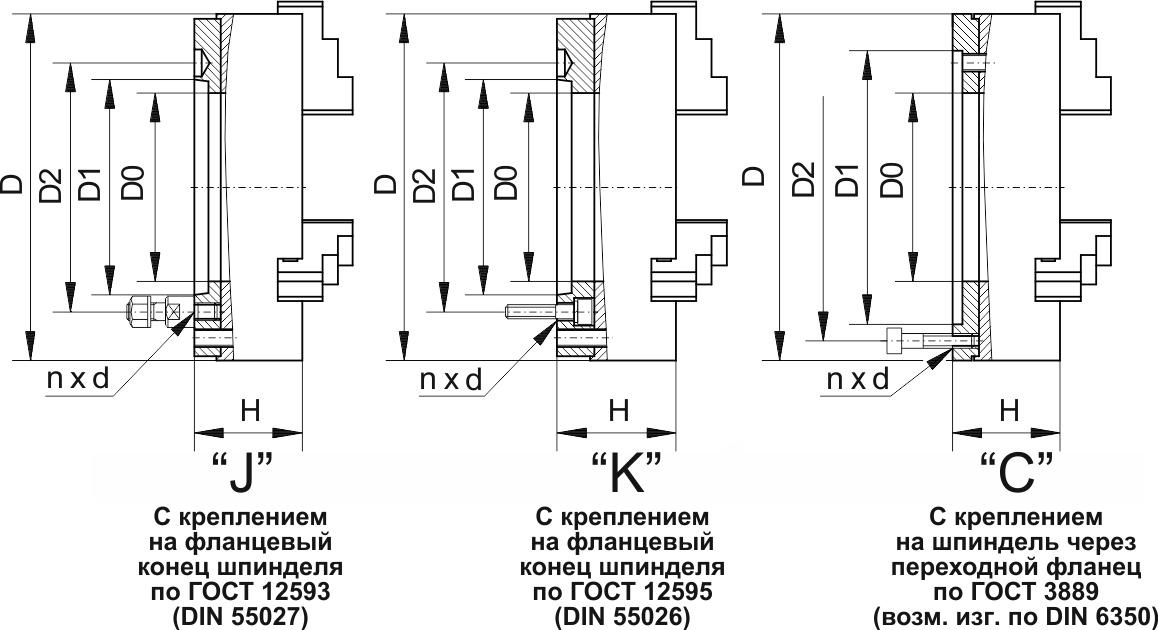 D
D2
D1
D0
n x d
H
“J”
С креплением
на фланцевый
конец шпинделя
по ГОСТ 12593
(DIN 55027)
D
D2
D1
D0
n x d
H
“K”
С креплением
на фланцевый
конец шпинделя
по ГОСТ 12595
(DIN 55026)
D
D2
D1
D0
n x d
H
“C”
С креплением
на шпиндель через
переходной фланец
по ГОСТ 3889
(возм. изг. по DIN 6350)